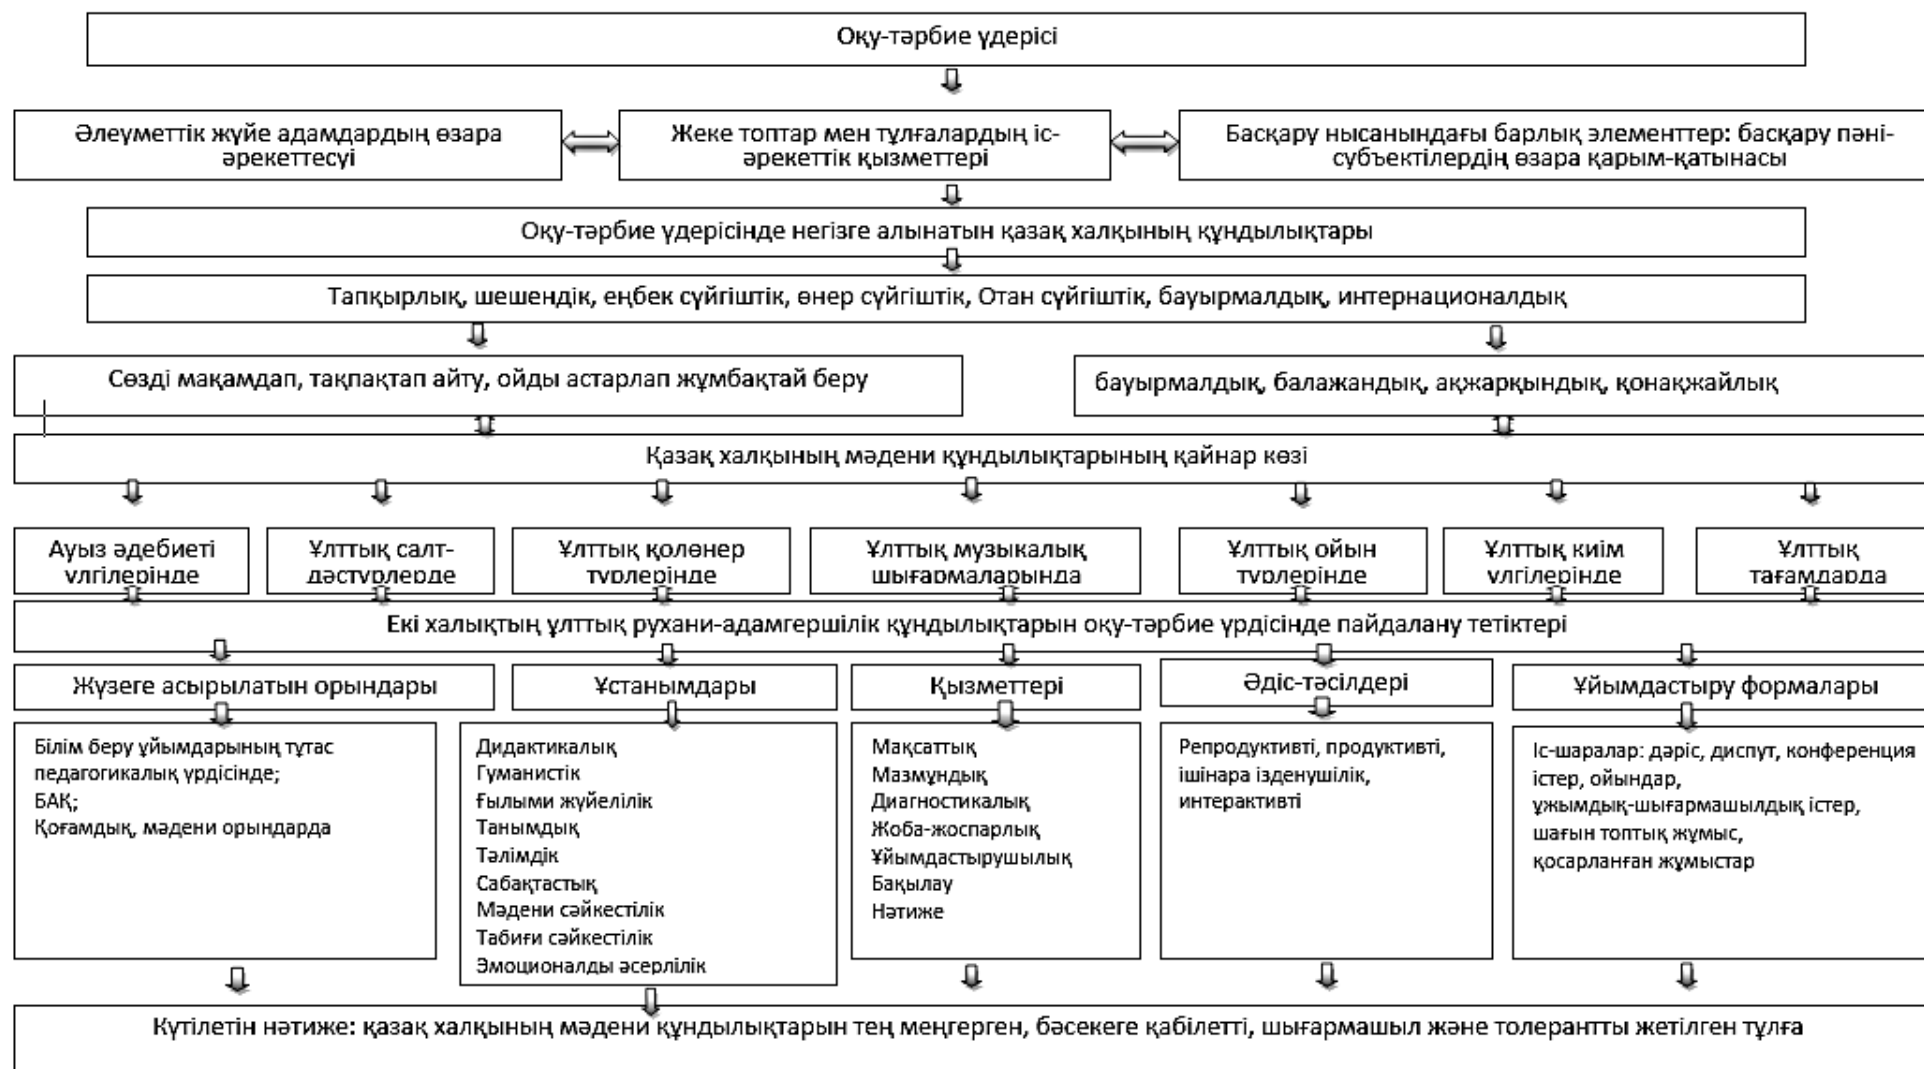 Оқу-тәрбие үдерісі
Әлеуметтік жүйе адамдардың өзара
әрекеттесуі
Жеке топтар мен тұлғалардың іс-
әрекеттік қызметтері
Басқару нысанындағы барлық элементтер: басқару пәні-
субъектілердің өзара қарым-қатынасы
Оқу-тәрбие үдерісінде негізге алынатын қазақ халқының құндылықтары
Тапқырлық, шешендік, еңбек сүйгіштік, өнер сүйгіштік, Отан сүйгіштік, бауырмалдық, интернационалдық
Сөзді мақамдап, тақпақтап айту, ойды астарлап жұмбақтай беру
бауырмалдық, балажандық, ақжарқындық, қонақжайлық
Қазақ халқының мәдени құндылықтарының қайнар көзі
Ауыз әдебиеті
үлгілерінде
Ұлттық салт-
дәстүрлерде
Ұлттық қолөнер
түрлерінде
Ұлттық музыкалық
шығармаларында
Ұлттық ойын
түрлерінде
Ұлттық киім
үлгілерінде
Ұлттық
тағамдарда
Екі халықтың ұлттық рухани-адамгершілік құндылықтарын оқу-тәрбие үрдісінде пайдалану тетіктері
Жүзеге асырылатын орындары
Ұстанымдары
Қызметтері
Әдіс-тәсілдері
Ұйымдастыру формалары
Білім беру ұйымдарының тұтас
педагогикалық үрдісінде;
БАҚ;
Қоғамдық, мәдени орындарда
Дидактикалық
Гуманистік
Ғылыми жүйелілік
Танымдық
Тәлімдік
Сабақтастық
Мәдени сәйкестілік
Табиғи сәйкестілік
Эмоционалды әсерлілік
Мақсаттық
Мазмұндық
Диагностикалық
Жоба-жоспарлық
Ұйымдастырушылық
Бақылау
Нәтиже
Репродуктивті, продуктивті,
ішінара ізденушілік,
интерактивті
Іс-шаралар: дәріс, диспут, конференция
істер, ойындар,
ұжымдық-шығармашылдық істер,
шағын топтық жұмыс,
қосарланған жұмыстар
Күтілетін нәтиже: қазақ халқының мәдени құндылықтарын тең меңгерген, бәсекеге қабілетті, шығармашыл және толерантты жетілген тұлға